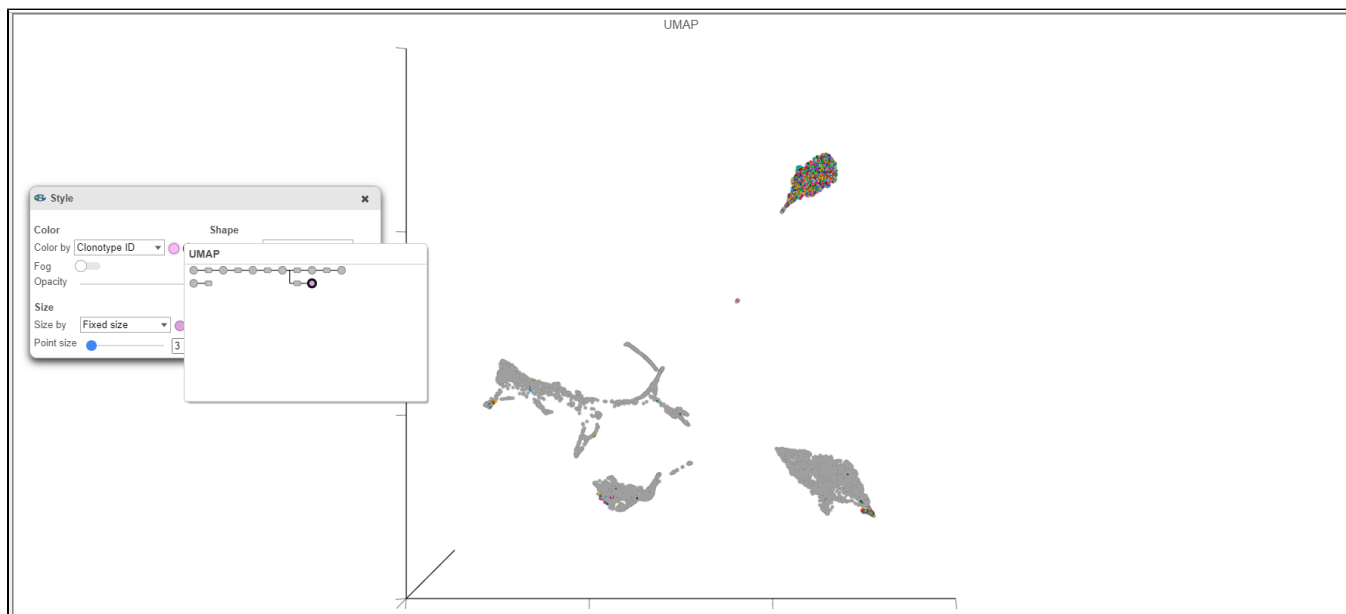 UMAP
Style
Color
Shape
Color by Clonotype ID
Fog
Opacity
Size
Size by Fixed size
Point size 3
UMAP